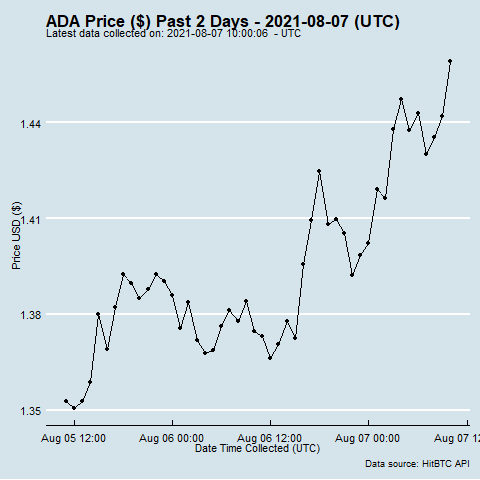 ADA Price ($) Past 2 Days - 2021-08-07 (UTC)
Latest data collected on: 2021-08-07 10:00:06 - UTC
1.44
1.41
1.38
1.35
Price USD ($)
Aug 05 12:00 Aug 06 00:00 Aug 06 12:00 Aug 07 00:00 Aug 07 12
Date Time Collected (UTC)
Data source: HitBTC API